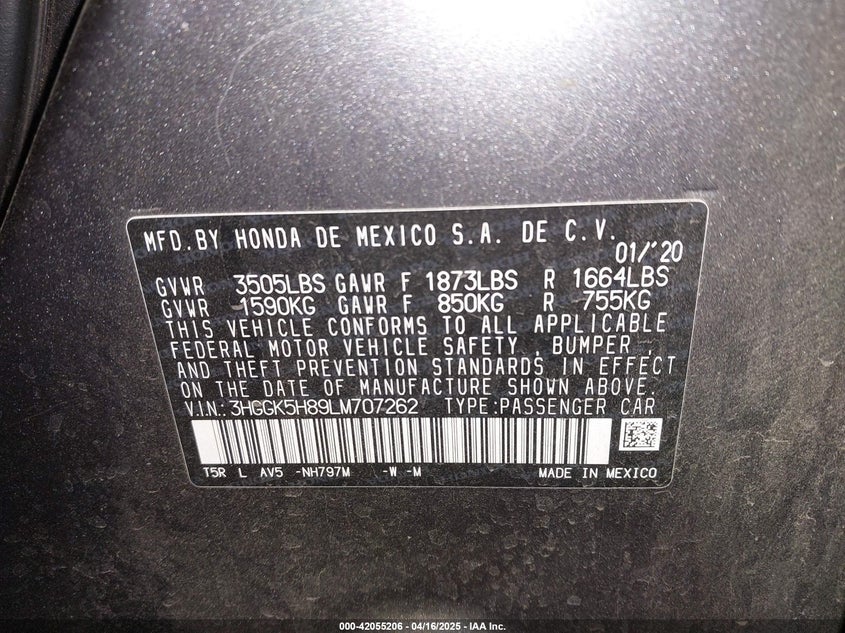 MFD.BY HONDA DE MEXICO S.A. DE C.V.
01/'20
GVWR 3505LBS GAWR F 1873LBS R 1664LBS
GVWR 1590KG GAWR F 850KG R 755KG
THIS VEHICLE CONFORMS TO ALL APPLICABLE
FEDERAL MOTOR VEHICLE SAFETY , BUMPER ,
AND THEFT PREVENTION STANDARDS IN EFFECT
ON THE DATE OF MANUFACTURE SHOWN ABOVE.
V.I.N.: 3HGGK5H89LM707262 TYPE:PASSENGER CAR
T5R L AV5 -NH797M -W -M MADE IN MEXICO
000-42055206 - 04/16/2025 - IAA Inc.